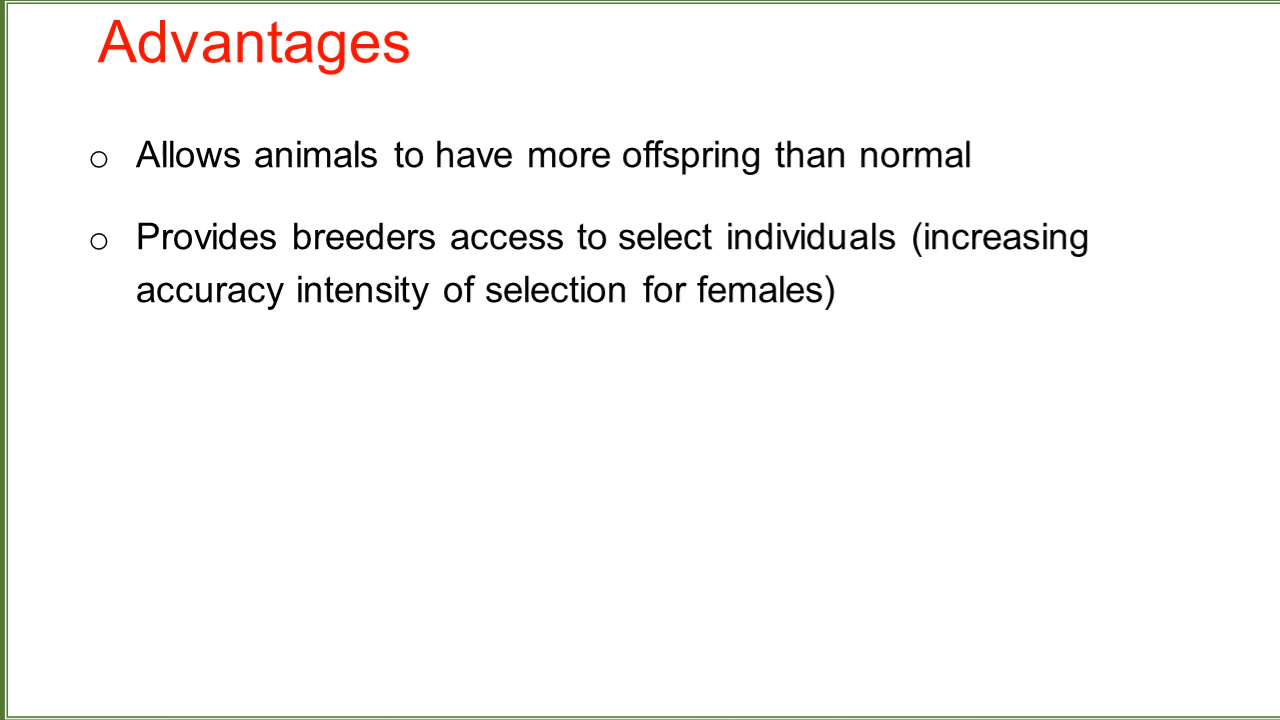 Advantages
o Allows animals to have more offspring than normal
o Provides breeders access to select individuals (increasing
accuracy intensity of selection for females)